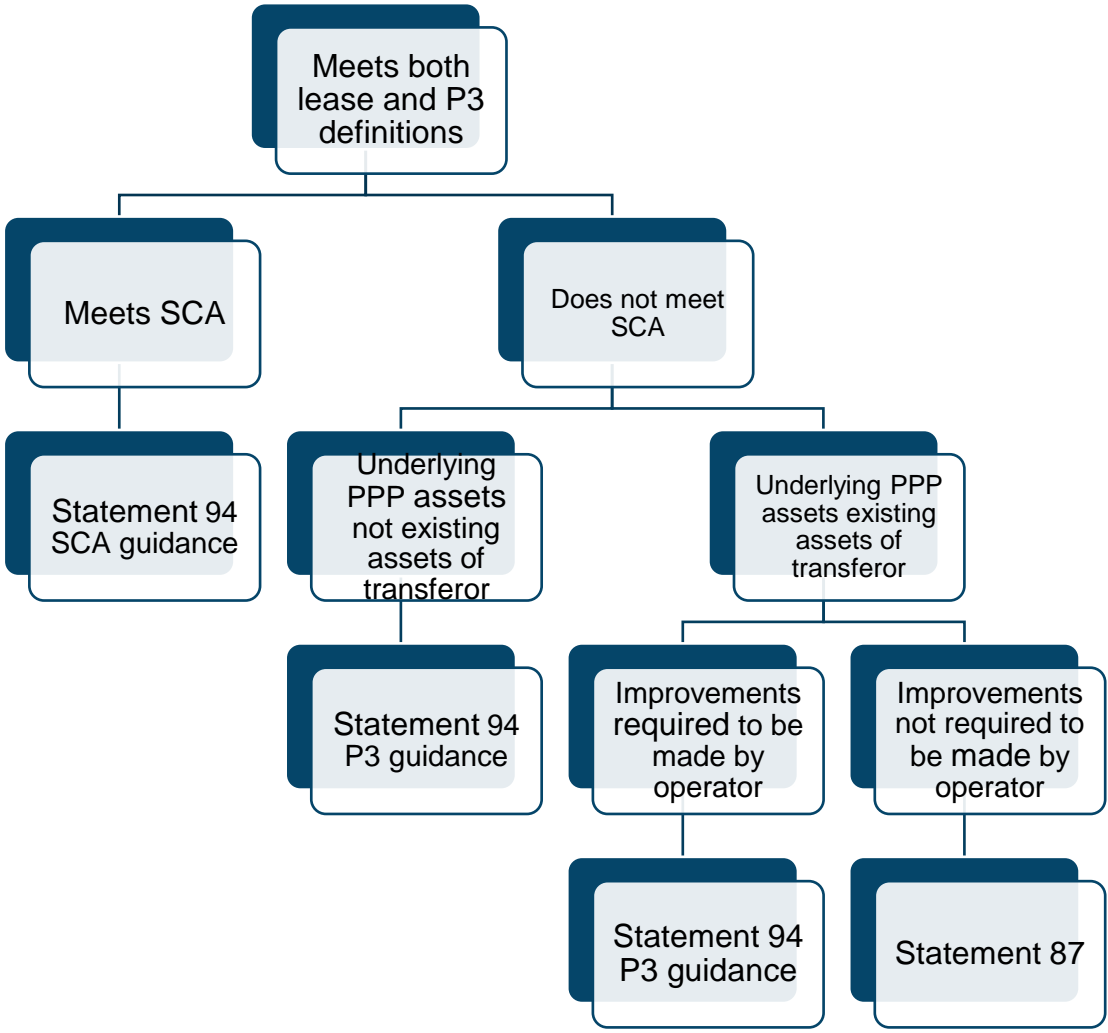 Meets both
lease and P3
definitions
Meets SCA
Does not meet
SCA
Statement 94
SCA guidance
Underlying
PPP assets
not existing
assets of
transferor
Underlying PPP
assets existing
assets of
transferor
Statement 94
P3 guidance
Improvements
required to be
made by
operator
Improvements
not required to
be made by
operator
Statement 94
P3 guidance
Statement 87